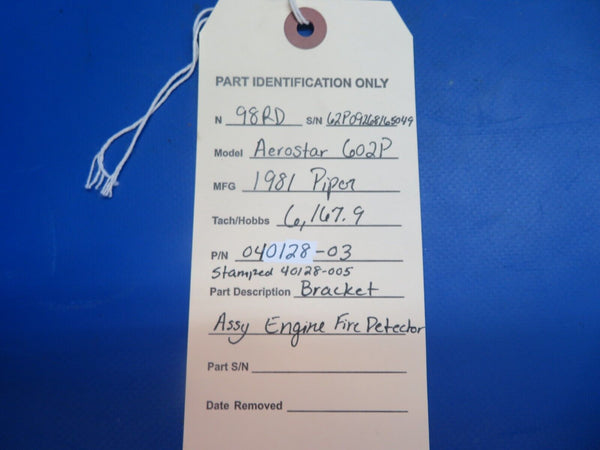 PART IDENTIFICATION ONLY
N 98RD S/N 62P09268165049
Model Aerostar 602P
MFG 1981 Piper
Tach/Hobbs 6,167.9
P/N 040128-03
Stamped 40128-005
Part Description Bracket
Assy Engine Fire Detector
Part S/N
Date Removed